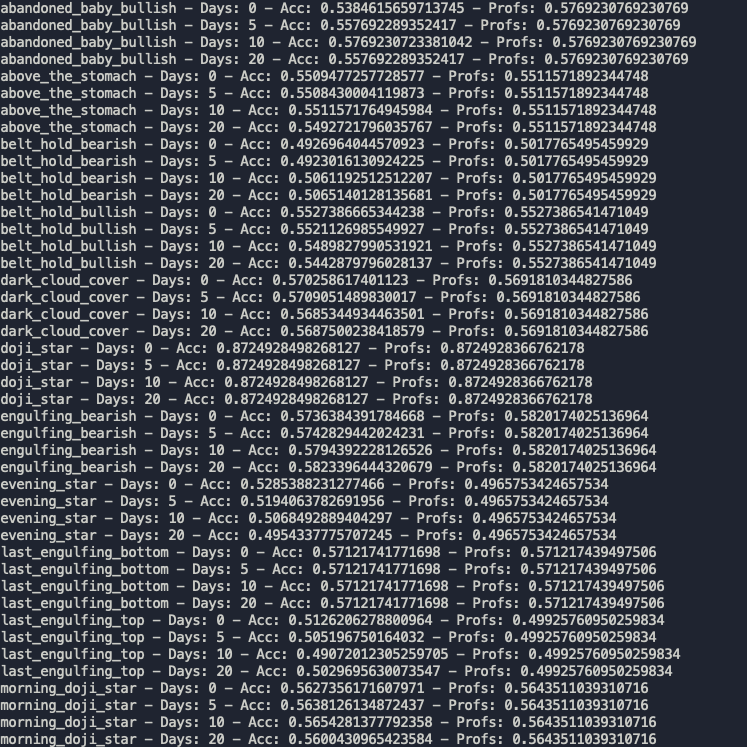 abandoned_baby_bullish – Days: 0 – Acc: 0.5384615659713745 – Profs: 0.5769230769230769
abandoned_baby_bullish – Days: 5 – Acc: 0.557692289352417 – Profs: 0.5769230769230769
abandoned_baby_bullish – Days: 10 – Acc: 0.5769230723381042 – Profs: 0.5769230769230769
abandoned_baby_bullish – Days: 20 – Acc: 0.557692289352417 – Profs: 0.5769230769230769
above_the_stomach – Days: 0 – Acc: 0.5509477257728577 – Profs: 0.5511571892344748
above_the_stomach – Days: 5 – Acc: 0.5508430004119873 – Profs: 0.5511571892344748
above_the_stomach – Days: 10 – Acc: 0.5511571764945984 – Profs: 0.5511571892344748
above_the_stomach – Days: 20 – Acc: 0.5492721796035767 – Profs: 0.5511571892344748
belt_hold_bearish – Days: 0 – Acc: 0.4926964044570923 – Profs: 0.5017765495459929
belt_hold_bearish – Days: 5 – Acc: 0.4923016130924225 – Profs: 0.5017765495459929
belt_hold_bearish – Days: 10 – Acc: 0.5061192512512207 – Profs: 0.5017765495459929
belt_hold_bearish – Days: 20 – Acc: 0.5065140128135681 – Profs: 0.5017765495459929
belt_hold_bullish – Days: 0 – Acc: 0.5527386665344238 – Profs: 0.5527386541471049
belt_hold_bullish – Days: 5 – Acc: 0.5521126985549927 – Profs: 0.5527386541471049
belt_hold_bullish – Days: 10 – Acc: 0.5489827990531921 – Profs: 0.5527386541471049
belt_hold_bullish – Days: 20 – Acc: 0.5442879796028137 – Profs: 0.5527386541471049
dark_cloud_cover – Days: 0 – Acc: 0.570258617401123 – Profs: 0.5691810344827586
dark_cloud_cover – Days: 5 – Acc: 0.5709051489830017 – Profs: 0.5691810344827586
dark_cloud_cover – Days: 10 – Acc: 0.5685344934463501 – Profs: 0.5691810344827586
dark_cloud_cover – Days: 20 – Acc: 0.5687500238418579 – Profs: 0.5691810344827586
doji_star – Days: 0 – Acc: 0.8724928498268127 – Profs: 0.8724928366762178
doji_star – Days: 5 – Acc: 0.8724928498268127 – Profs: 0.8724928366762178
doji_star – Days: 10 – Acc: 0.8724928498268127 – Profs: 0.8724928366762178
doji_star – Days: 20 – Acc: 0.8724928498268127 – Profs: 0.8724928366762178
engulfing_bearish – Days: 0 – Acc: 0.5736384391784668 – Profs: 0.5820174025136964
engulfing_bearish – Days: 5 – Acc: 0.5742829442024231 – Profs: 0.5820174025136964
engulfing_bearish – Days: 10 – Acc: 0.5794392228126526 – Profs: 0.5820174025136964
engulfing_bearish – Days: 20 – Acc: 0.5823396444320679 – Profs: 0.5820174025136964
evening_star – Days: 0 – Acc: 0.5285388231277466 – Profs: 0.4965753424657534
evening_star – Days: 5 – Acc: 0.5194063782691956 – Profs: 0.4965753424657534
evening_star – Days: 10 – Acc: 0.5068492889404297 – Profs: 0.4965753424657534
evening_star – Days: 20 – Acc: 0.4954337775707245 – Profs: 0.4965753424657534
last_engulfing_bottom – Days: 0 – Acc: 0.57121741771698 – Profs: 0.571217439497506
last_engulfing_bottom – Days: 5 – Acc: 0.57121741771698 – Profs: 0.571217439497506
last_engulfing_bottom – Days: 10 – Acc: 0.57121741771698 – Profs: 0.571217439497506
last_engulfing_bottom – Days: 20 – Acc: 0.57121741771698 – Profs: 0.571217439497506
last_engulfing_top – Days: 0 – Acc: 0.5126206278800964 – Profs: 0.49925760950259834
last_engulfing_top – Days: 5 – Acc: 0.505196750164032 – Profs: 0.49925760950259834
last_engulfing_top – Days: 10 – Acc: 0.49072012305259705 – Profs: 0.49925760950259834
last_engulfing_top – Days: 20 – Acc: 0.5029695630073547 – Profs: 0.49925760950259834
morning_doji_star – Days: 0 – Acc: 0.5627356171607971 – Profs: 0.5643511039310716
morning_doji_star – Days: 5 – Acc: 0.5638126134872437 – Profs: 0.5643511039310716
morning_doji_star – Days: 10 – Acc: 0.5654281377792358 – Profs: 0.5643511039310716
morning_doji_star – Days: 20 – Acc: 0.5600430965423584 – Profs: 0.5643511039310716